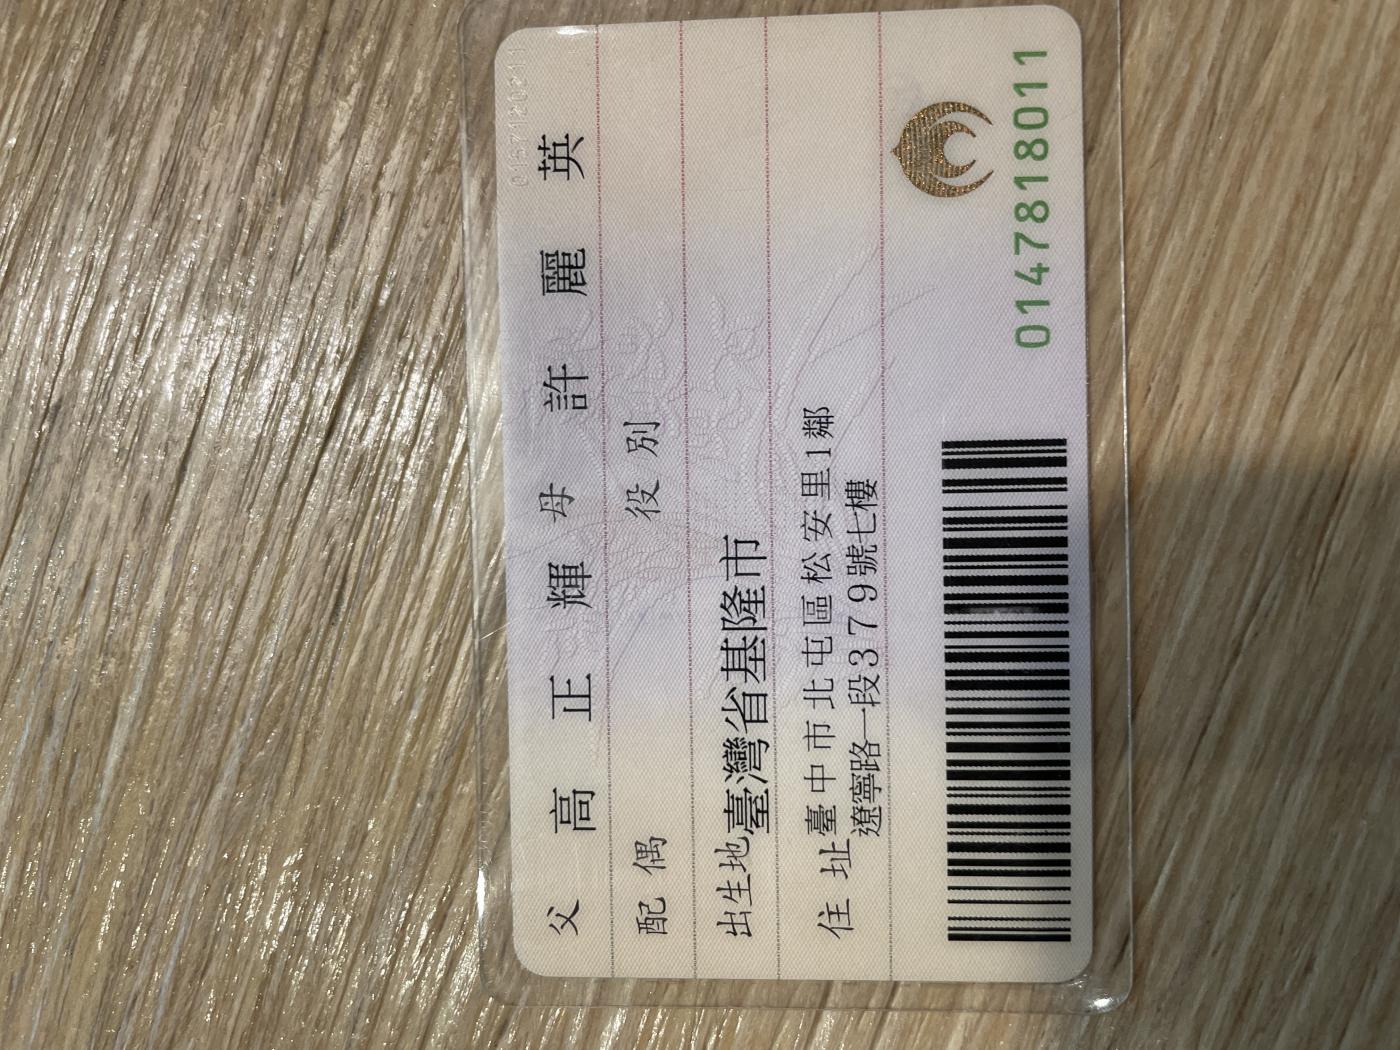 父 高正輝 母 許麗英
配偶 役別
出生地 臺灣省基隆市
住址 臺中市北屯區松安里1鄰
遼寧路一段379號七樓
0147818011